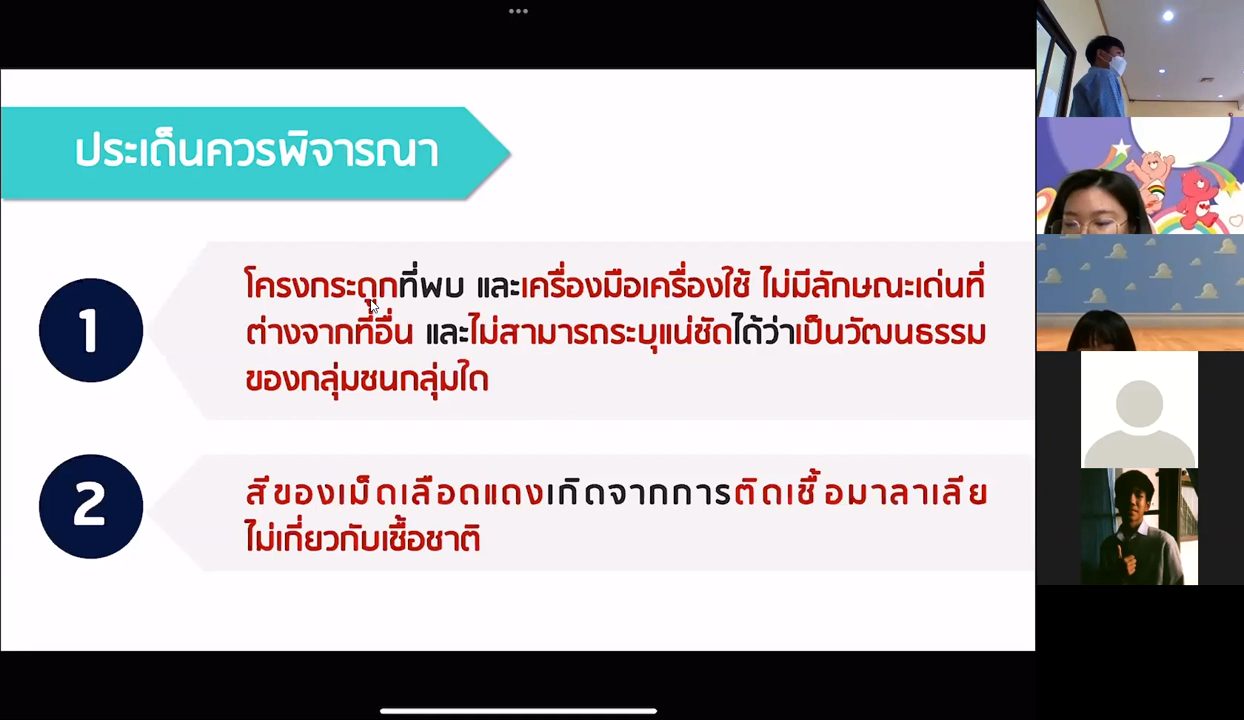 ประเด็นควรพิจารณา
1
โครงกระดูกที่พบ และเครื่องมือเครื่องใช้ ไม่มีลักษณะเด่นที่
ต่างจากที่อื่น และไม่สามารถระบุแน่ชัดได้ว่าเป็นวัฒนธรรม
ของกลุ่มชนกลุ่มใด
2
สีของเม็ดเลือดแดงเกิดจากการติดเชื้อมาลาเลีย
ไม่เกี่ยวกับเชื้อชาติ